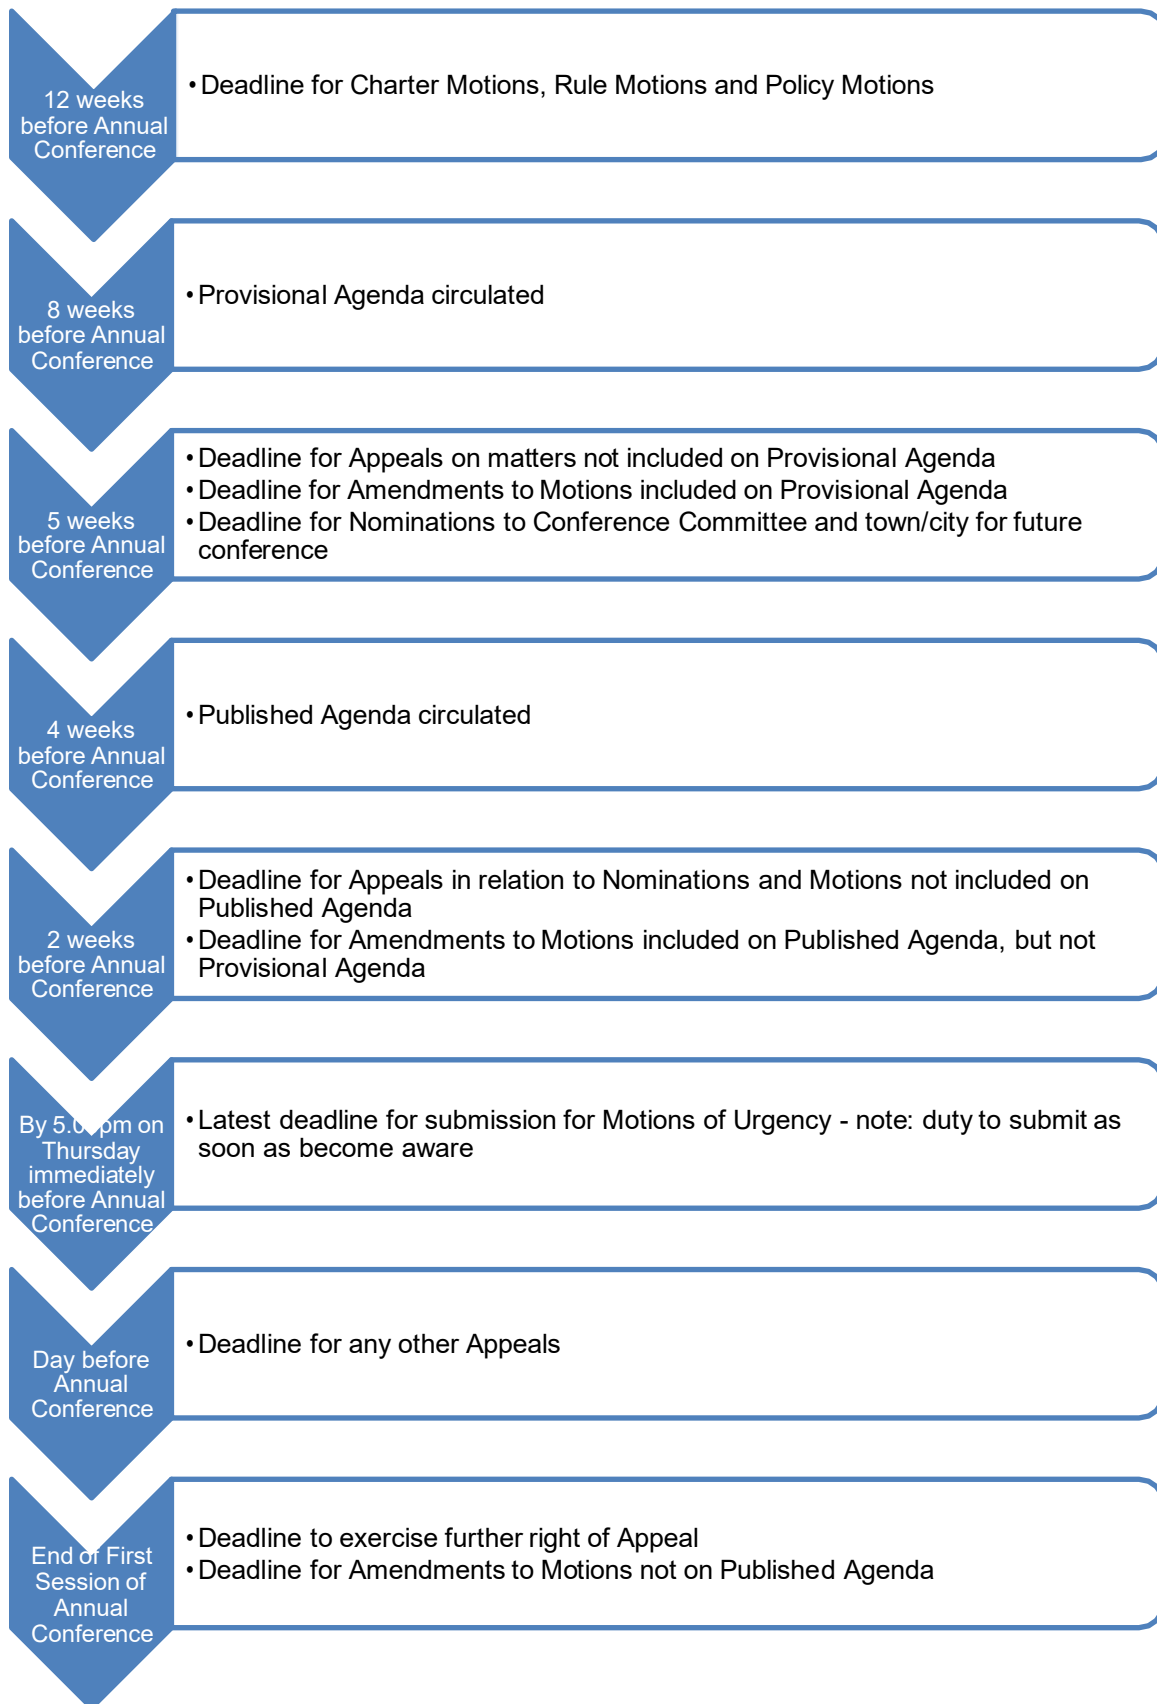 12 weeks
before Annual
Conference
• Deadline for Charter Motions, Rule Motions and Policy Motions
8 weeks
before Annual
Conference
• Provisional Agenda circulated
5 weeks
before Annual
Conference
• Deadline for Appeals on matters not included on Provisional Agenda
• Deadline for Amendments to Motions included on Provisional Agenda
• Deadline for Nominations to Conference Committee and town/city for future
conference
4 weeks
before Annual
Conference
• Published Agenda circulated
2 weeks
before Annual
Conference
• Deadline for Appeals in relation to Nominations and Motions not included on
Published Agenda
• Deadline for Amendments to Motions included on Published Agenda, but not
Provisional Agenda
By 5.00pm on
Thursday
immediately
before Annual
Conference
• Latest deadline for submission for Motions of Urgency - note: duty to submit as
soon as become aware
Day before
Annual
Conference
• Deadline for any other Appeals
End of First
Session of
Annual
Conference
• Deadline to exercise further right of Appeal
• Deadline for Amendments to Motions not on Published Agenda